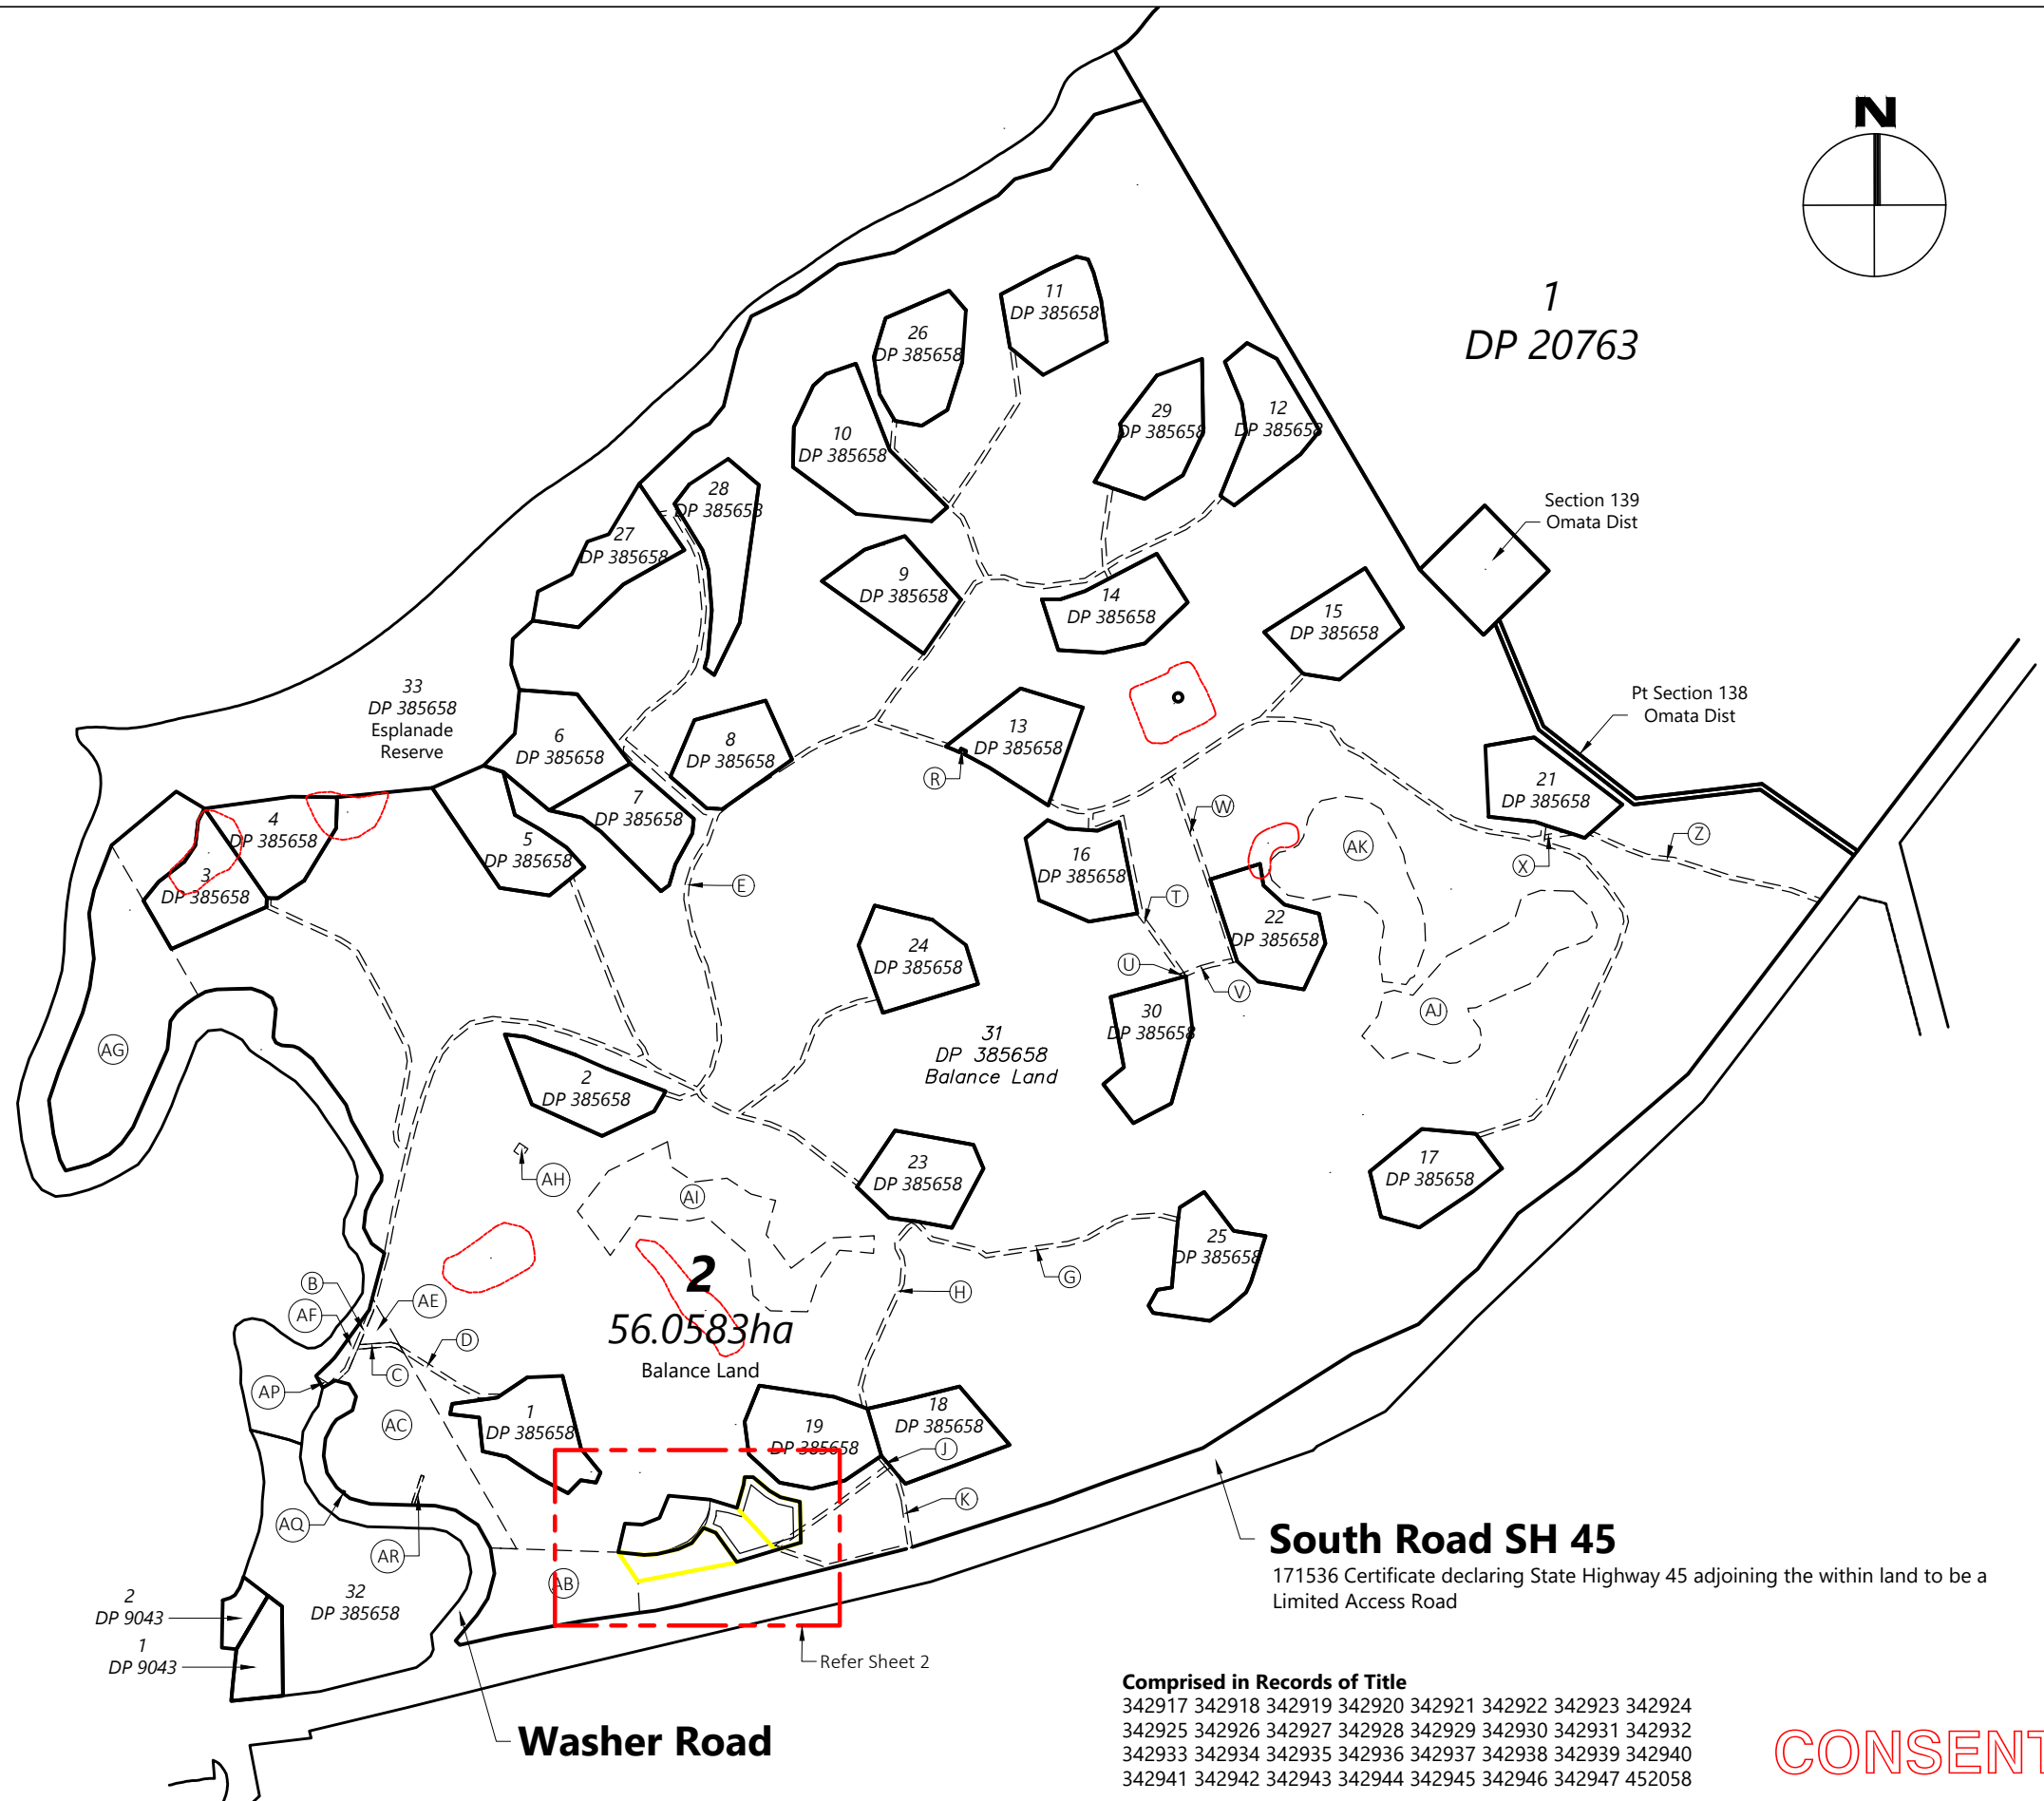 N
1
DP 20763
11
DP 385658
26
DP 385658
29
DP 385658
12
DP 385658
10
DP 385658
28
DP 385658
27
DP 385658
Section 139
Omata Dist
9
DP 385658
14
DP 385658
15
DP 385658
33
DP 385658
Esplanade
Reserve
6
DP 385658
8
DP 385658
13
DP 385658
R
Pt Section 138
Omata Dist
21
DP 385658
7
DP 385658
5
DP 385658
4
DP 385658
3
DP 385658
E
16
DP 385658
W
AK
X
Z
T
22
DP 385658
24
DP 385658
U
V
30
DP 385658
AJ
31
DP 385658
Balance Land
AG
2
DP 385658
AH
AI
23
DP 385658
17
DP 385658
25
DP 385658
G
H
2
56.0583ha
Balance Land
B
AE
AF
D
C
AP
AC
1
DP 385658
19
DP 385658
18
DP 385658
J
K
AQ
AR
AB
South Road SH 45
171536 Certificate declaring State Highway 45 adjoining the within land to be a
Limited Access Road
2
DP 9043
1
DP 9043
32
DP 385658
Refer Sheet 2
Washer Road
Comprised in Records of Title
342917 342918 342919 342920 342921 342922 342923 342924
342925 342926 342927 342928 342929 342930 342931 342932
342933 342934 342935 342936 342937 342938 342939 342940
342941 342942 342943 342944 342945 342946 342947 452058
CONSENT